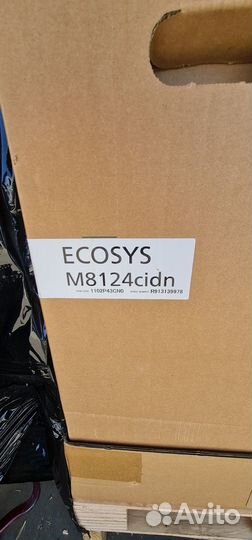 ECOSYS
M8124cidn
1102P43CN0 R913139978
Avito